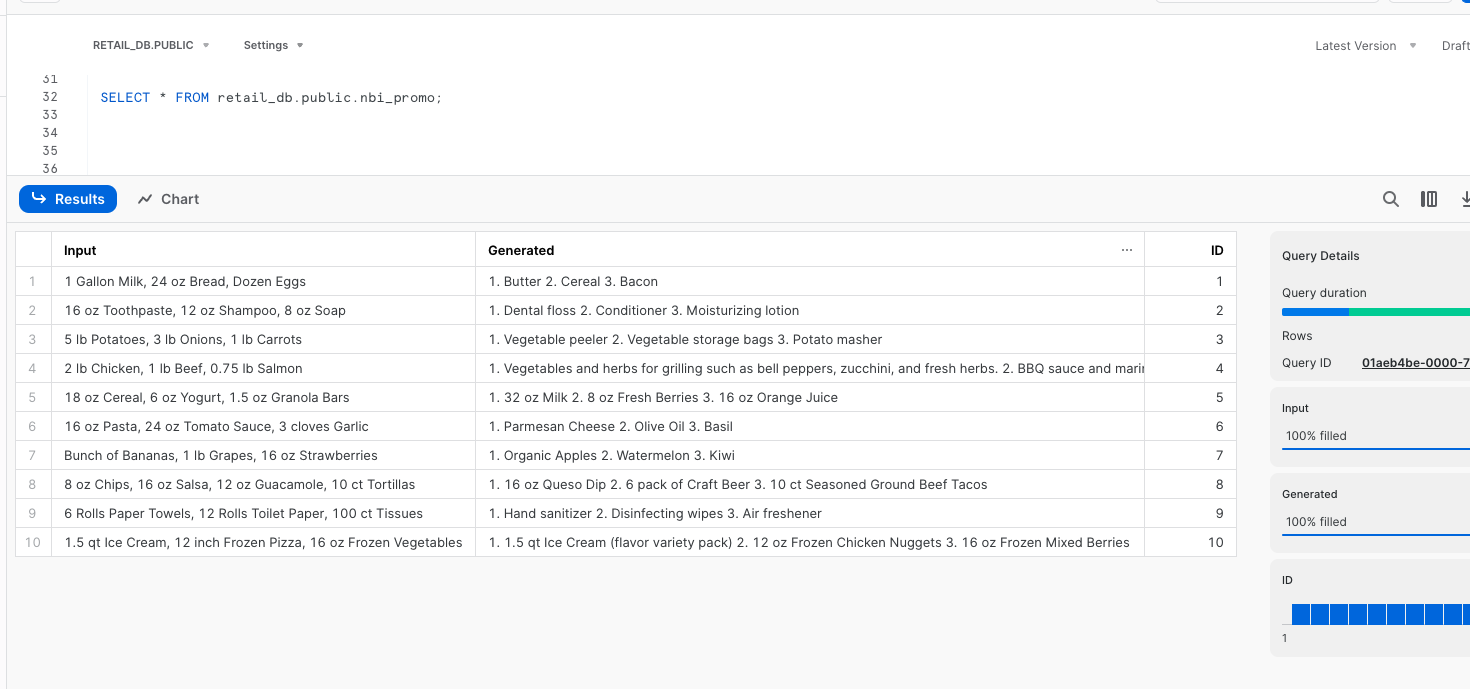 RETAIL_DB.PUBLIC Settings Latest Version Draft
31
32 SELECT * FROM retail_db.public.nbi_promo;
33
34
35
36
Results Chart
Input Generated ... ID
1 1 Gallon Milk, 24 oz Bread, Dozen Eggs 1. Butter 2. Cereal 3. Bacon 1
2 16 oz Toothpaste, 12 oz Shampoo, 8 oz Soap 1. Dental floss 2. Conditioner 3. Moisturizing lotion 2
3 5 lb Potatoes, 3 lb Onions, 1 lb Carrots 1. Vegetable peeler 2. Vegetable storage bags 3. Potato masher 3
4 2 lb Chicken, 1 lb Beef, 0.75 lb Salmon 1. Vegetables and herbs for grilling such as bell peppers, zucchini, and fresh herbs. 2. BBQ sauce and 4
5 18 oz Cereal, 6 oz Yogurt, 1.5 oz Granola Bars 1. 32 oz Milk 2. 8 oz Fresh Berries 3. 16 oz Orange Juice 5
6 16 oz Pasta, 24 oz Tomato Sauce, 3 cloves Garlic 1. Parmesan Cheese 2. Olive Oil 3. Basil 6
7 Bunch of Bananas, 1 lb Grapes, 16 oz Strawberries 1. Organic Apples 2. Watermelon 3. Kiwi 7
8 8 oz Chips, 16 oz Salsa, 12 oz Guacamole, 10 ct Tortillas 1. 16 oz Queso Dip 2. 6 pack of Craft Beer 3. 10 ct Seasoned Ground Beef Tacos 8
9 6 Rolls Paper Towels, 12 Rolls Toilet Paper, 100 ct Tissues 1. Hand sanitizer 2. Disinfecting wipes 3. Air freshener 9
10 1.5 qt Ice Cream, 12 inch Frozen Pizza, 16 oz Frozen Vegetables 1. 1.5 qt Ice Cream (flavor variety pack) 2. 12 oz Frozen Chicken Nuggets 3. 16 oz Frozen Mixed Berries 10
Query Details
Query duration
Rows
Query ID 01aeb4be-0000-7
Input
100% filled
Generated
100% filled
ID
1